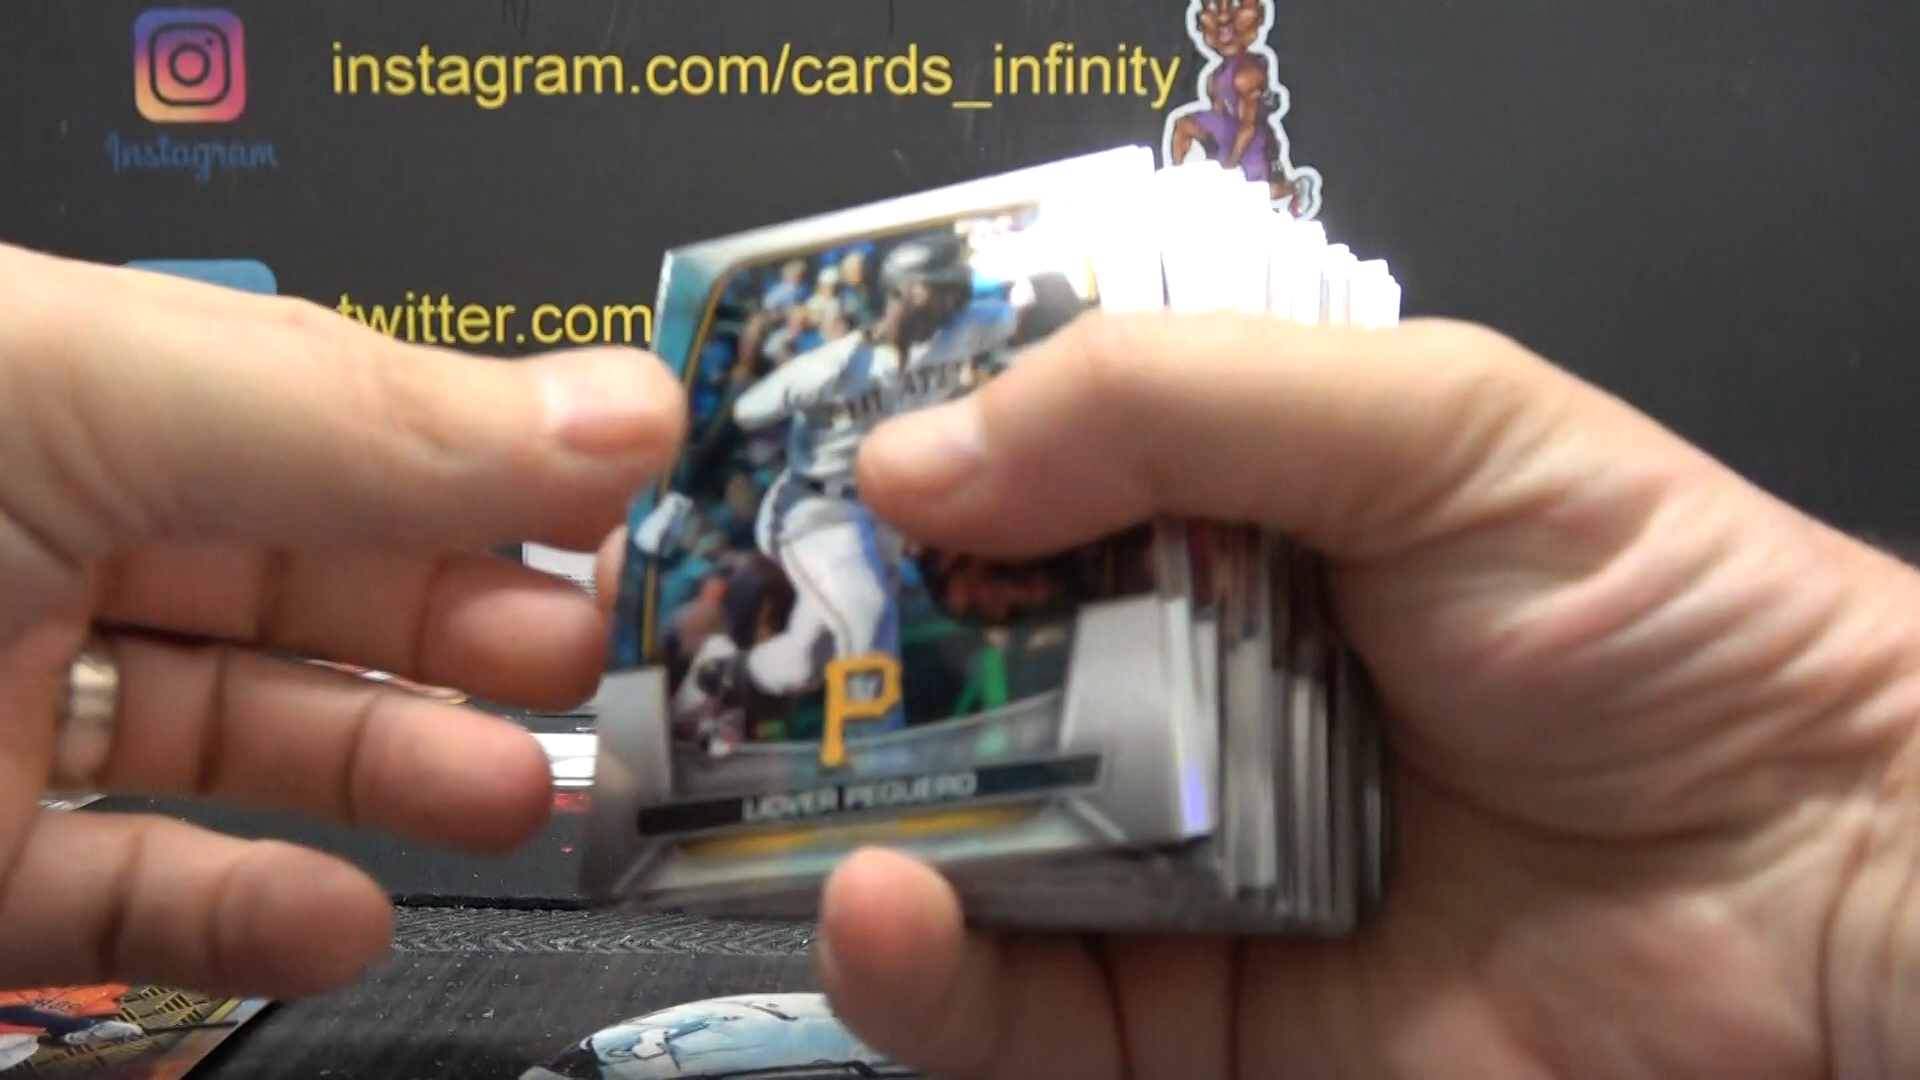 instagram.com/cards_infinity
Instagram
twitter.com
P
LIOVER PEGUERO